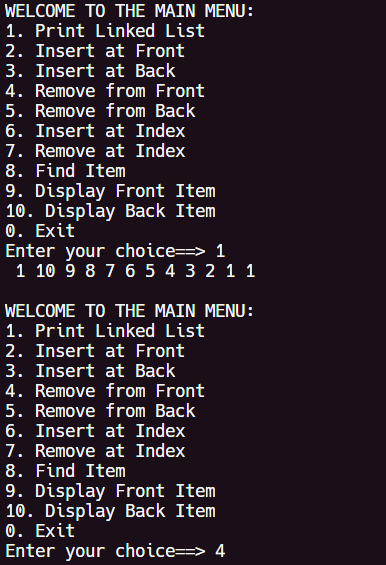 WELCOME TO THE MAIN MENU:
1. Print Linked List
2. Insert at Front
3. Insert at Back
4. Remove from Front
5. Remove from Back
6. Insert at Index
7. Remove at Index
8. Find Item
9. Display Front Item
10. Display Back Item
0. Exit
Enter your choice==> 1
1 10 9 8 7 6 5 4 3 2 1 1
WELCOME TO THE MAIN MENU:
1. Print Linked List
2. Insert at Front
3. Insert at Back
4. Remove from Front
5. Remove from Back
6. Insert at Index
7. Remove at Index
8. Find Item
9. Display Front Item
10. Display Back Item
0. Exit
Enter your choice==> 4